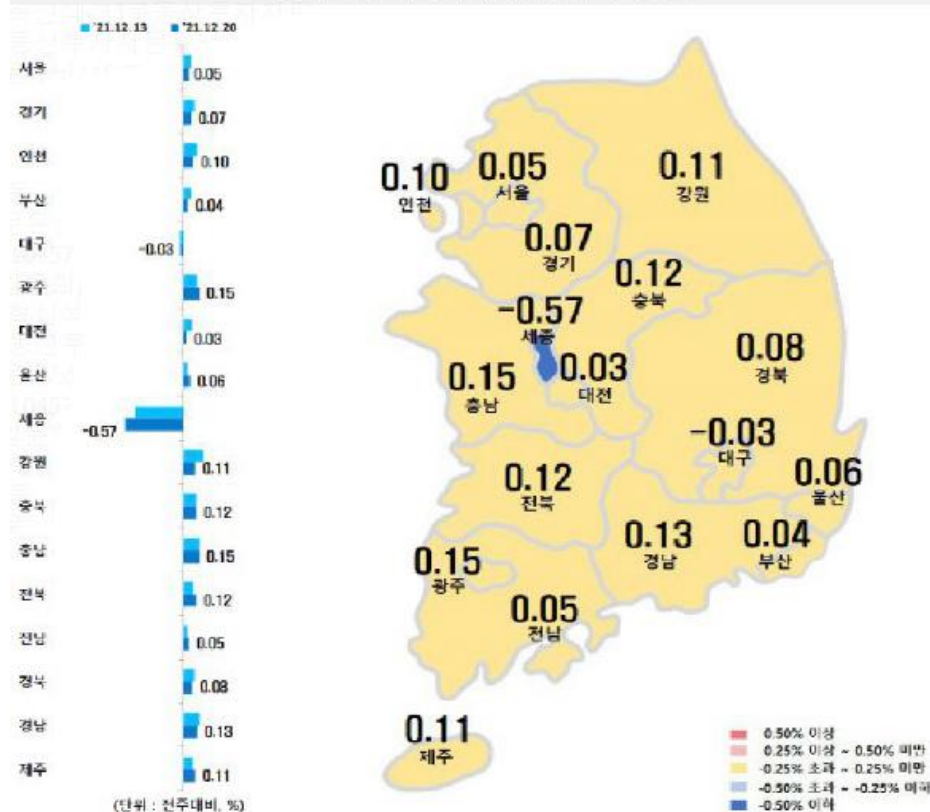 '21.12.13 '21.12.20
서울 0.05
경기 0.07
인천 0.10
부산 0.04
대구 -0.03
광주 0.15
대전 0.03
울산 0.06
세종 -0.57
강원 0.11
충북 0.12
충남 0.15
전북 0.12
전남 0.05
경북 0.08
경남 0.13
제주 0.11
(단위 : 전주대비, %)
0.10
인천
0.05
서울
0.11
강원
0.07
경기
0.12
충북
-0.57
세종
0.03
대전
0.15
충남
0.08
경북
-0.03
대구
0.06
울산
0.12
전북
0.13
경남
0.04
부산
0.15
광주
0.05
전남
0.11
제주
0.50% 이상
0.25% 이상 ~ 0.50% 미만
-0.25% 초과 ~ 0.25% 미만
-0.50% 초과 ~ -0.25% 이하
-0.50% 이하